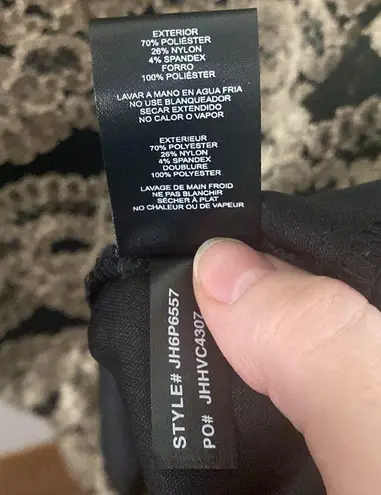 EXTERIOR
70% POLIÉSTER
26% NYLON
4% SPANDEX
FORRO
100% POLIÉSTER
LAVAR A MANO EN AGUA FRIA
NO USE BLANQUEADOR
SECAR EXTENDIDO
NO CALOR O VAPOR
EXTERIEUR
70% POLYESTER
26% NYLON
4% SPANDEX
DOUBLURE
100% POLYESTER
LAVAGE DE MAIN FROID
NE PAS BLANCHIR
SÉCHER À PLAT
NO CHALEUR OU DE VAPEUR
STYLE# JH6P6557
PO# JHHVC4307